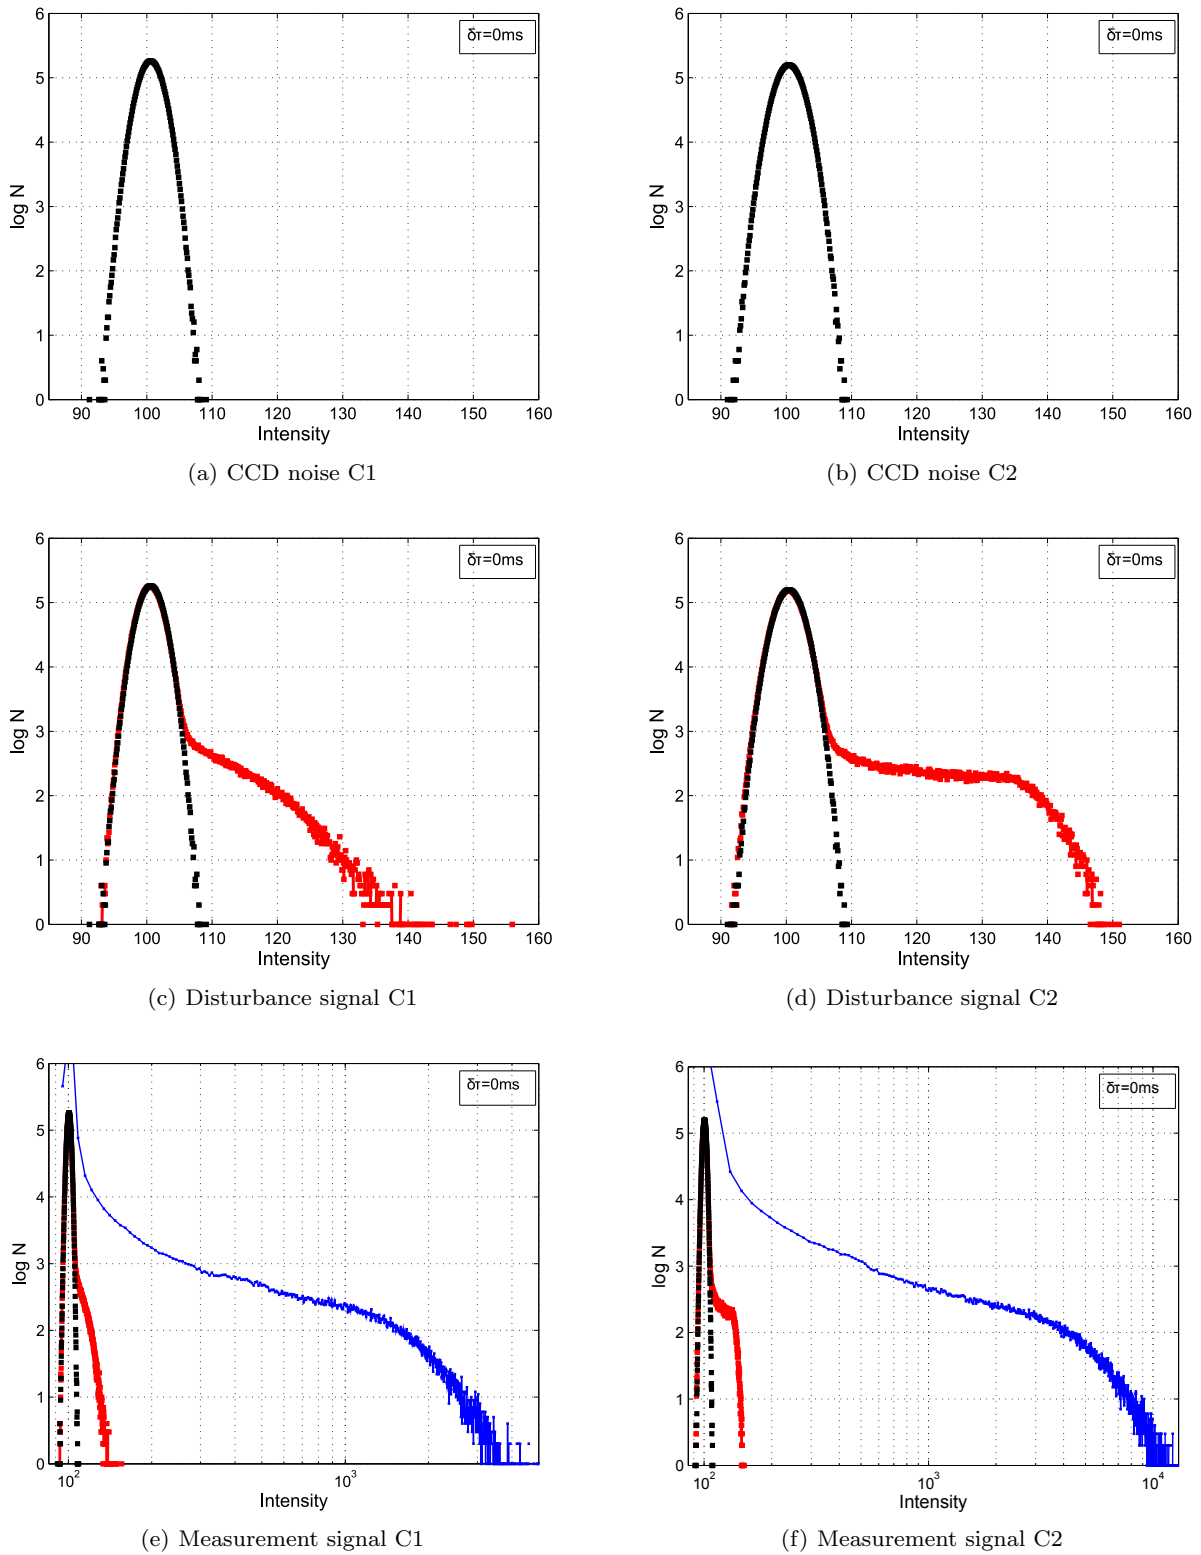 6
5
4
3
2
1
0
log N
δτ=0ms
90 100 110 120 130 140 150 160
Intensity
(a) CCD noise C1
6
5
4
3
2
1
0
log N
δτ=0ms
90 100 110 120 130 140 150 160
Intensity
(b) CCD noise C2
6
5
4
3
2
1
0
log N
δτ=0ms
90 100 110 120 130 140 150 160
Intensity
(c) Disturbance signal C1
6
5
4
3
2
1
0
log N
δτ=0ms
90 100 110 120 130 140 150 160
Intensity
(d) Disturbance signal C2
6
5
4
3
2
1
0
log N
δτ=0ms
10² 10³
Intensity
(e) Measurement signal C1
6
5
4
3
2
1
0
log N
δτ=0ms
10² 10³ 10⁴
Intensity
(f) Measurement signal C2